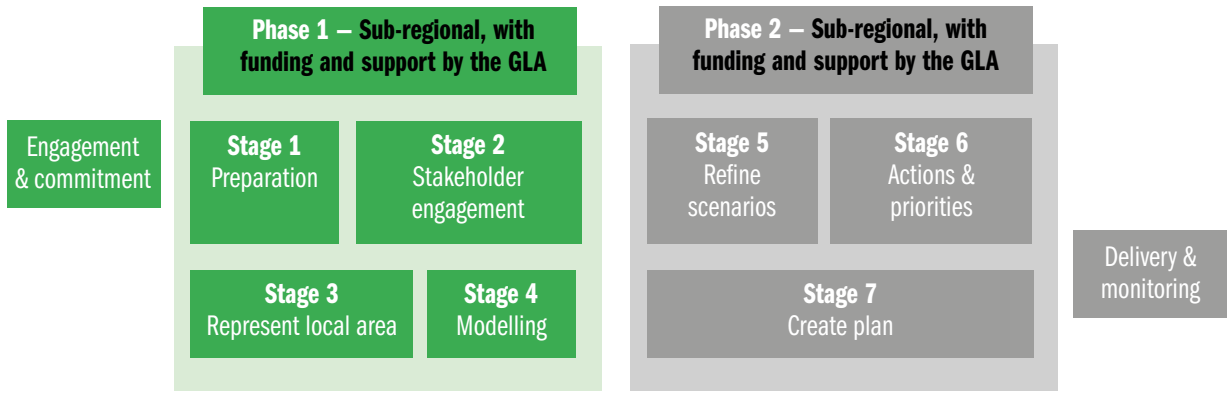 Engagement
& commitment
Phase 1 – Sub-regional, with
funding and support by the GLA
Stage 1
Preparation
Stage 2
Stakeholder
engagement
Stage 3
Represent local area
Stage 4
Modelling
Phase 2 – Sub-regional, with
funding and support by the GLA
Stage 5
Refine
scenarios
Stage 6
Actions &
priorities
Stage 7
Create plan
Delivery &
monitoring